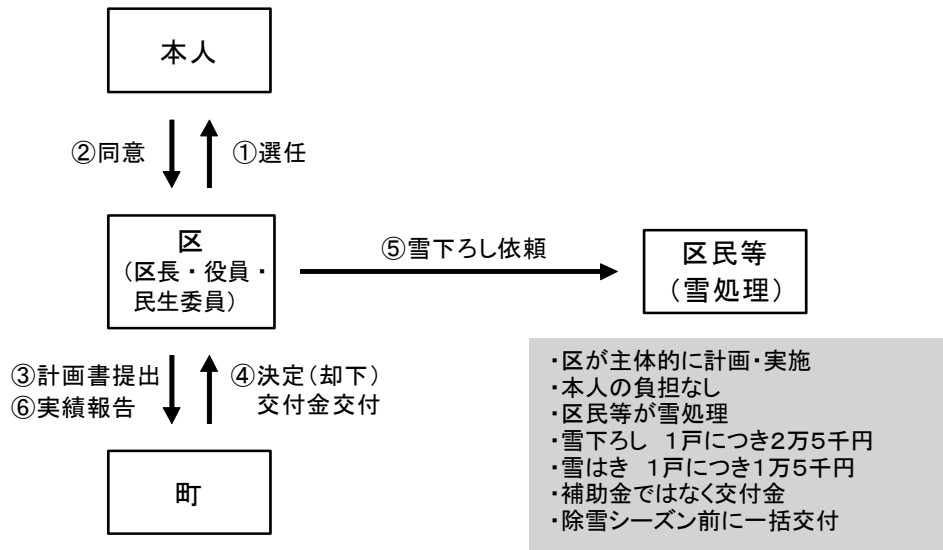 本人
②同意
①選任
区
（区長・役員・
民生委員）
⑤雪下ろし依頼
区民等
（雪処理）
③計画書提出
⑥実績報告
④決定（却下）
交付金交付
町
・区が主体的に計画・実施
・本人の負担なし
・区民等が雪処理
・雪下ろし　１戸につき２万５千円
・雪はき　１戸につき１万５千円
・補助金ではなく交付金
・除雪シーズン前に一括交付